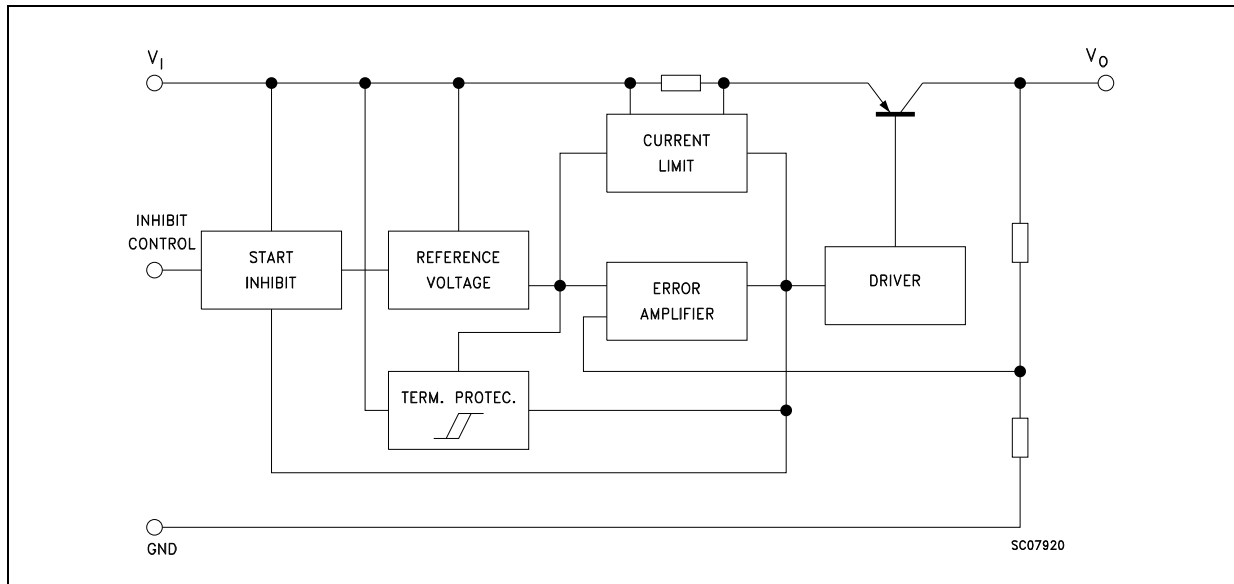 V_I
V_O
CURRENT
LIMIT
INHIBIT
CONTROL
START
INHIBIT
REFERENCE
VOLTAGE
ERROR
AMPLIFIER
DRIVER
TERM. PROTEC.
GND
SC07920